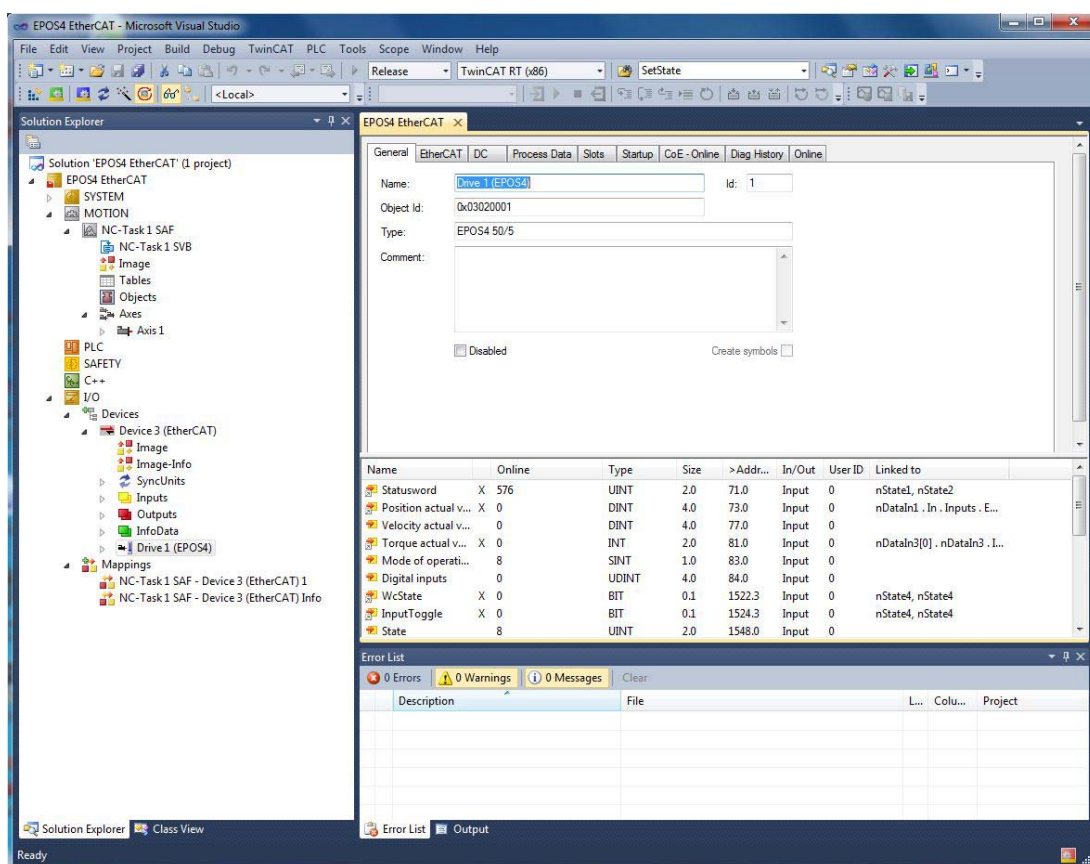 EPOS4 EtherCAT - Microsoft Visual Studio
File Edit View Project Build Debug TwinCAT PLC Tools Scope Window Help
Release TwinCAT RT (x86) SetState
<Local>
Solution Explorer
Solution 'EPOS4 EtherCAT' (1 project)
EPOS4 EtherCAT
SYSTEM
MOTION
NC-Task 1 SAF
NC-Task 1 SVB
Image
Tables
Objects
Axes
Axis 1
PLC
SAFETY
C++
I/O
Devices
Device 3 (EtherCAT)
Image
Image-Info
SyncUnits
Inputs
Outputs
InfoData
Drive 1 (EPOS4)
Mappings
NC-Task 1 SAF - Device 3 (EtherCAT) 1
NC-Task 1 SAF - Device 3 (EtherCAT) Info
Solution Explorer Class View
EPOS4 EtherCAT
General EtherCAT DC Process Data Slots Startup CoE - Online Diag History Online
Name: Drive 1 (EPOS4) Id: 1
Object Id: 0x03020001
Type: EPOS4 50/5
Comment:
Disabled Create symbols
Name Online Type Size >Addr... In/Out User ID Linked to
Statusword X 576 UINT 2.0 71.0 Input 0 nState1, nState2
Position actual v... X 0 DINT 4.0 73.0 Input 0 nDataIn1 . In . Inputs . E...
Velocity actual v... 0 DINT 4.0 77.0 Input 0
Torque actual v... X 0 INT 2.0 81.0 Input 0 nDataIn3[0] . nDataIn3 . I...
Mode of operati... 8 SINT 1.0 83.0 Input 0
Digital inputs 0 UDINT 4.0 84.0 Input 0
WcState X 0 BIT 0.1 1522.3 Input 0 nState4, nState4
InputToggle X 0 BIT 0.1 1524.3 Input 0 nState4, nState4
State 8 UINT 2.0 1548.0 Input 0
Error List
0 Errors 0 Warnings 0 Messages Clear
Description File L... Colu... Project
Error List Output
Ready